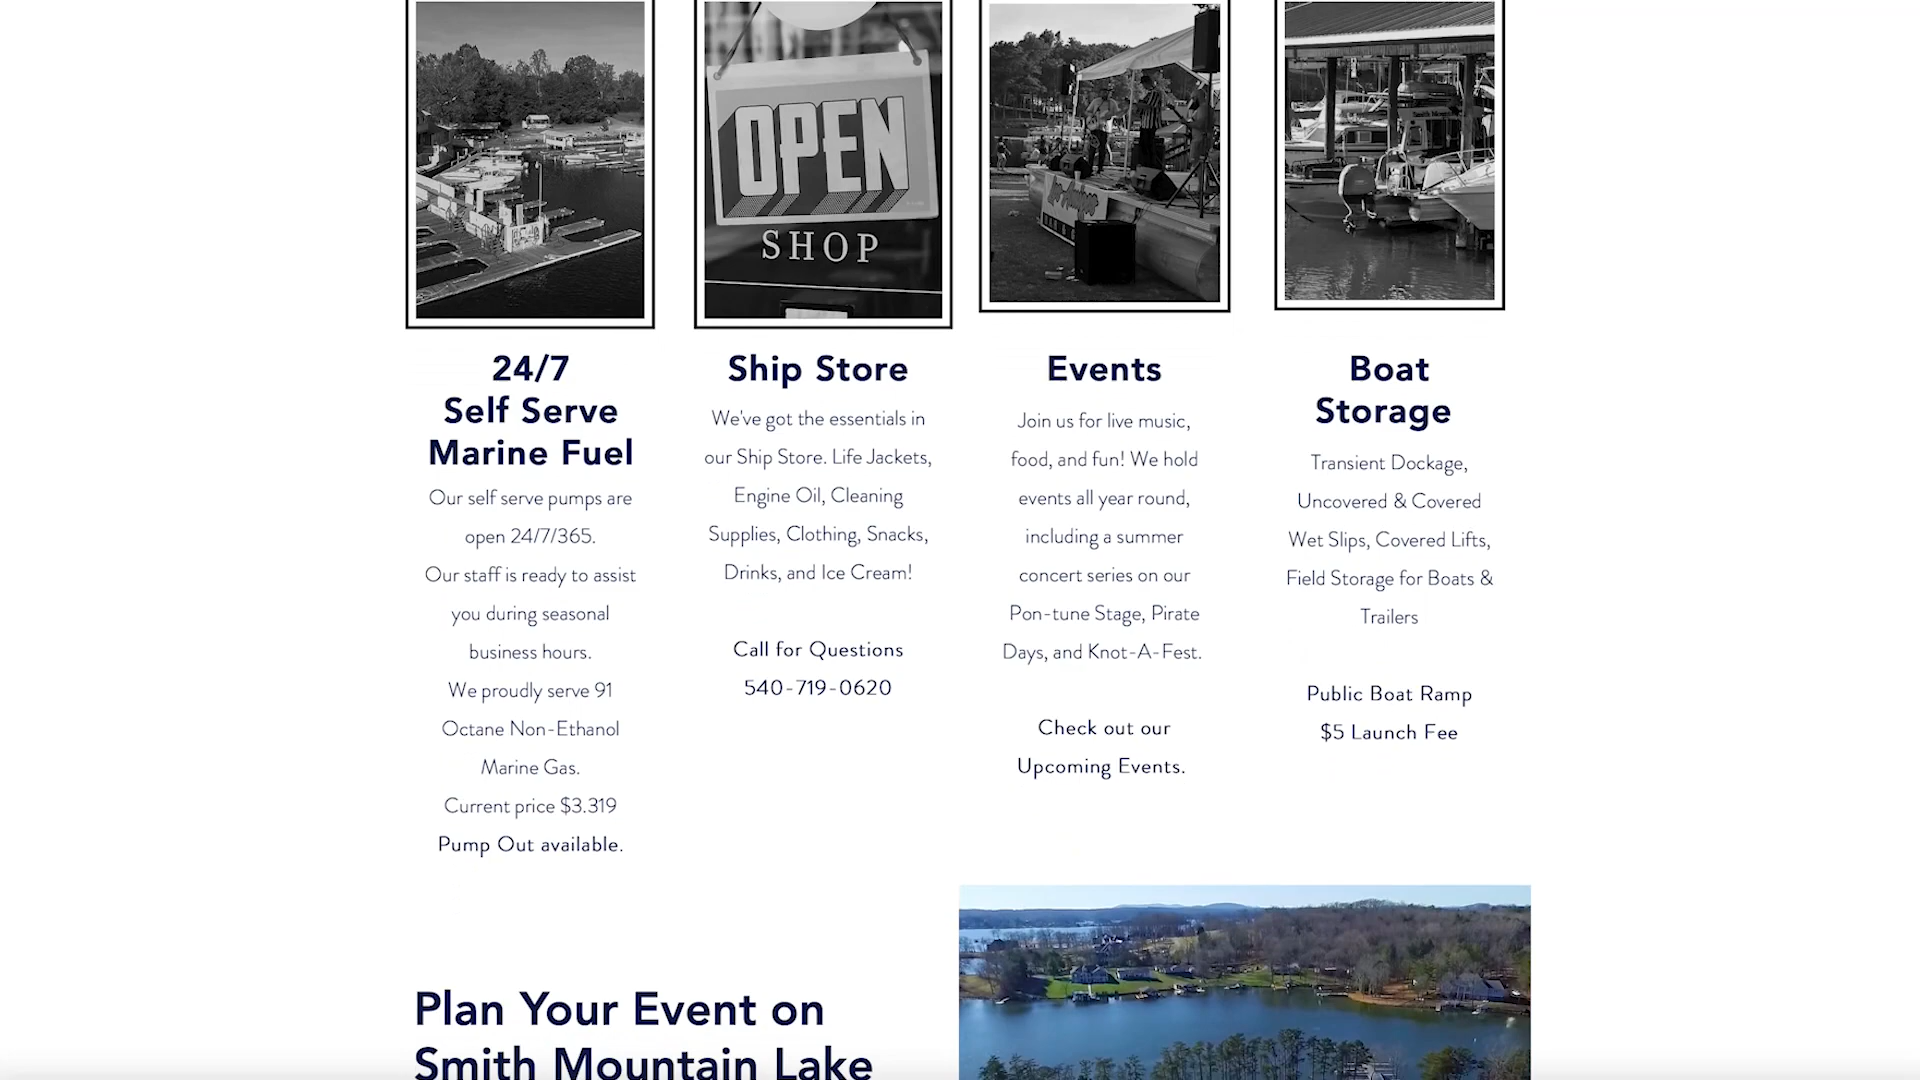 OPEN
SHOP
24/7
Self Serve
Marine Fuel
Our self serve pumps are
open 24/7/365.
Our staff is ready to assist
you during seasonal
business hours.
We proudly serve 91
Octane Non-Ethanol
Marine Gas.
Current price $3.319
Pump Out available.
Ship Store
We've got the essentials in
our Ship Store. Life Jackets,
Engine Oil, Cleaning
Supplies, Clothing, Snacks,
Drinks, and Ice Cream!
Call for Questions
540-719-0620
Events
Join us for live music,
food, and fun! We hold
events all year round,
including a summer
concert series on our
Pon-tune Stage, Pirate
Days, and Knot-A-Fest.
Check out our
Upcoming Events.
Boat
Storage
Transient Dockage,
Uncovered & Covered
Wet Slips, Covered Lifts,
Field Storage for Boats &
Trailers
Public Boat Ramp
$5 Launch Fee
Plan Your Event on
Smith Mountain Lake